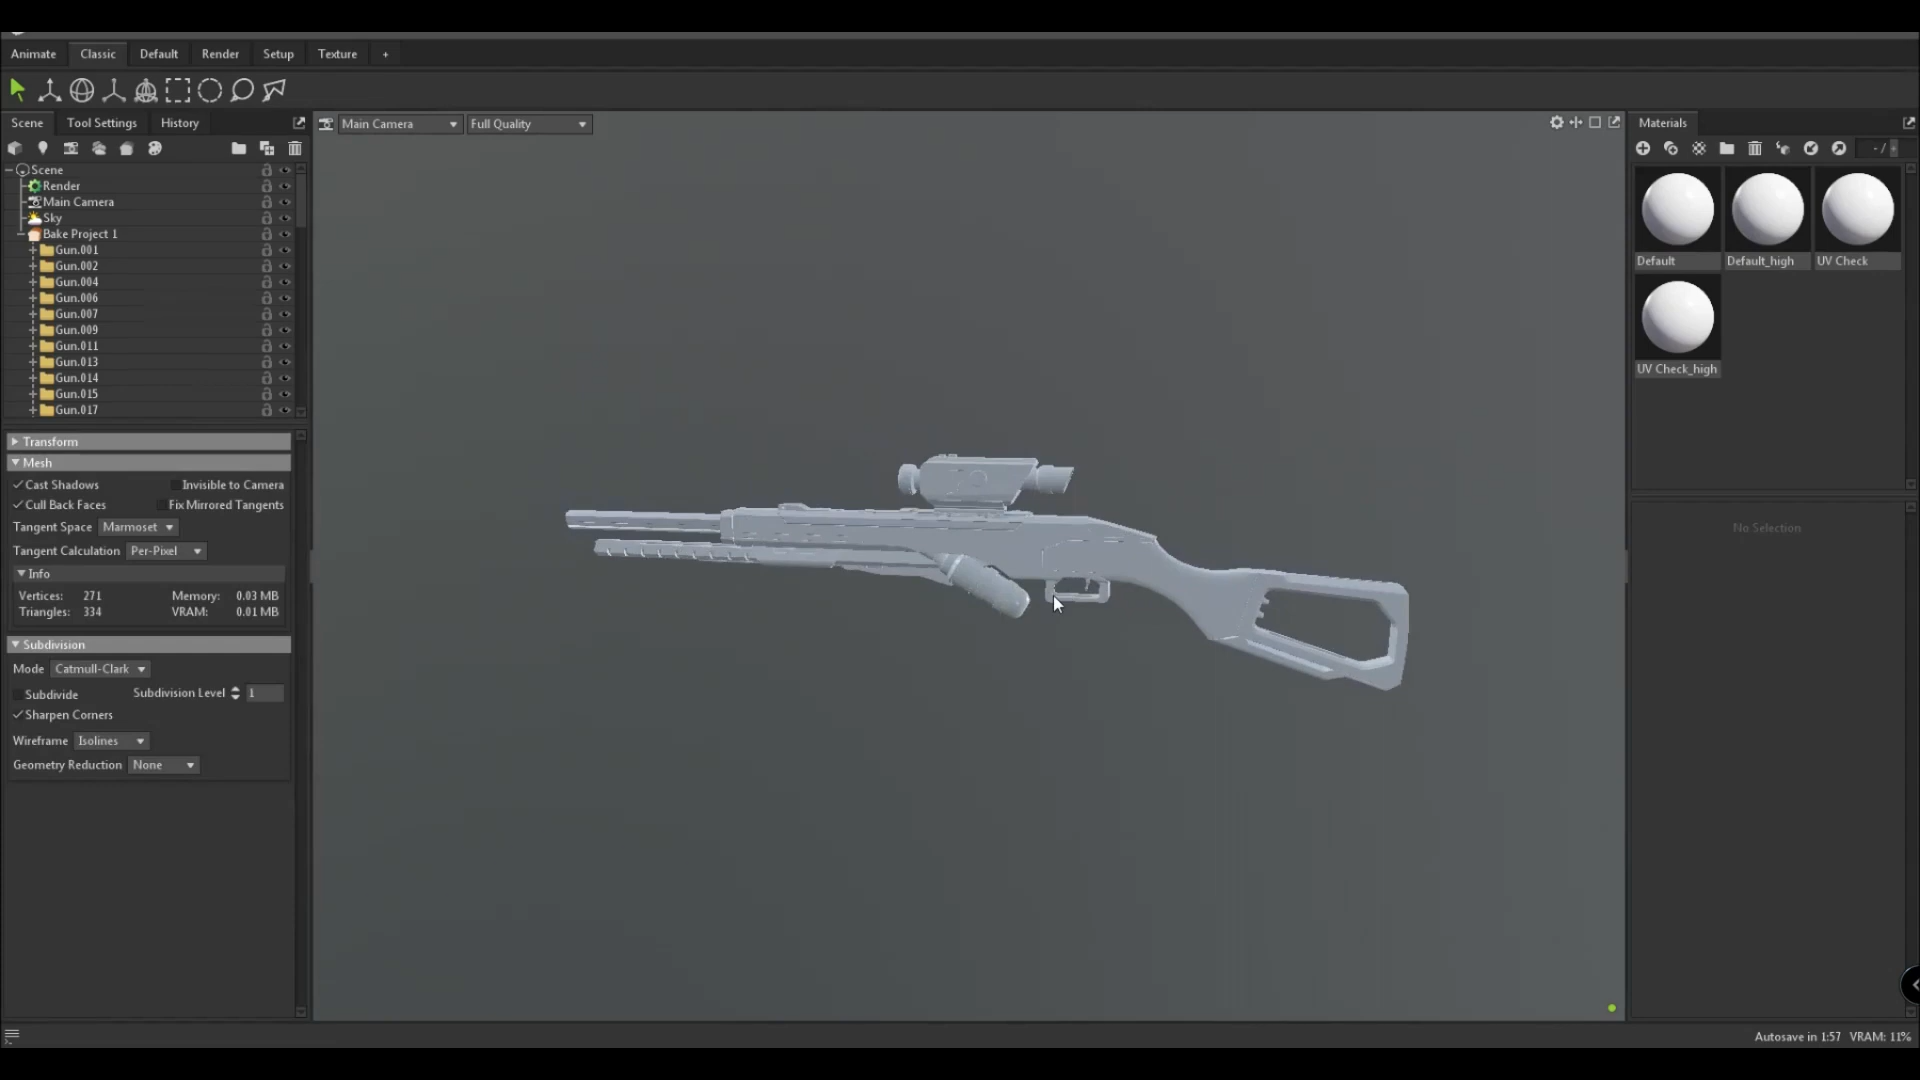 Animate Classic Default Render Setup Texture +
Scene Tool Settings History
Main Camera Full Quality
Materials
- /
Scene
Render
Main Camera
Sky
Bake Project 1
Gun.001
Gun.002
Gun.004
Gun.006
Gun.007
Gun.009
Gun.011
Gun.013
Gun.014
Gun.015
Gun.017
Default Default_high UV Check
UV Check_high
Transform
Mesh
Cast Shadows Invisible to Camera
Cull Back Faces Fix Mirrored Tangents
Tangent Space Marmoset
Tangent Calculation Per-Pixel
Info
Vertices: 271 Memory: 0.03 MB
Triangles: 334 VRAM: 0.01 MB
Subdivision
Mode Catmull-Clark
Subdivide Subdivision Level 1
Sharpen Corners
Wireframe Isolines
Geometry Reduction None
No Selection
Autosave in 1:57 VRAM: 11%